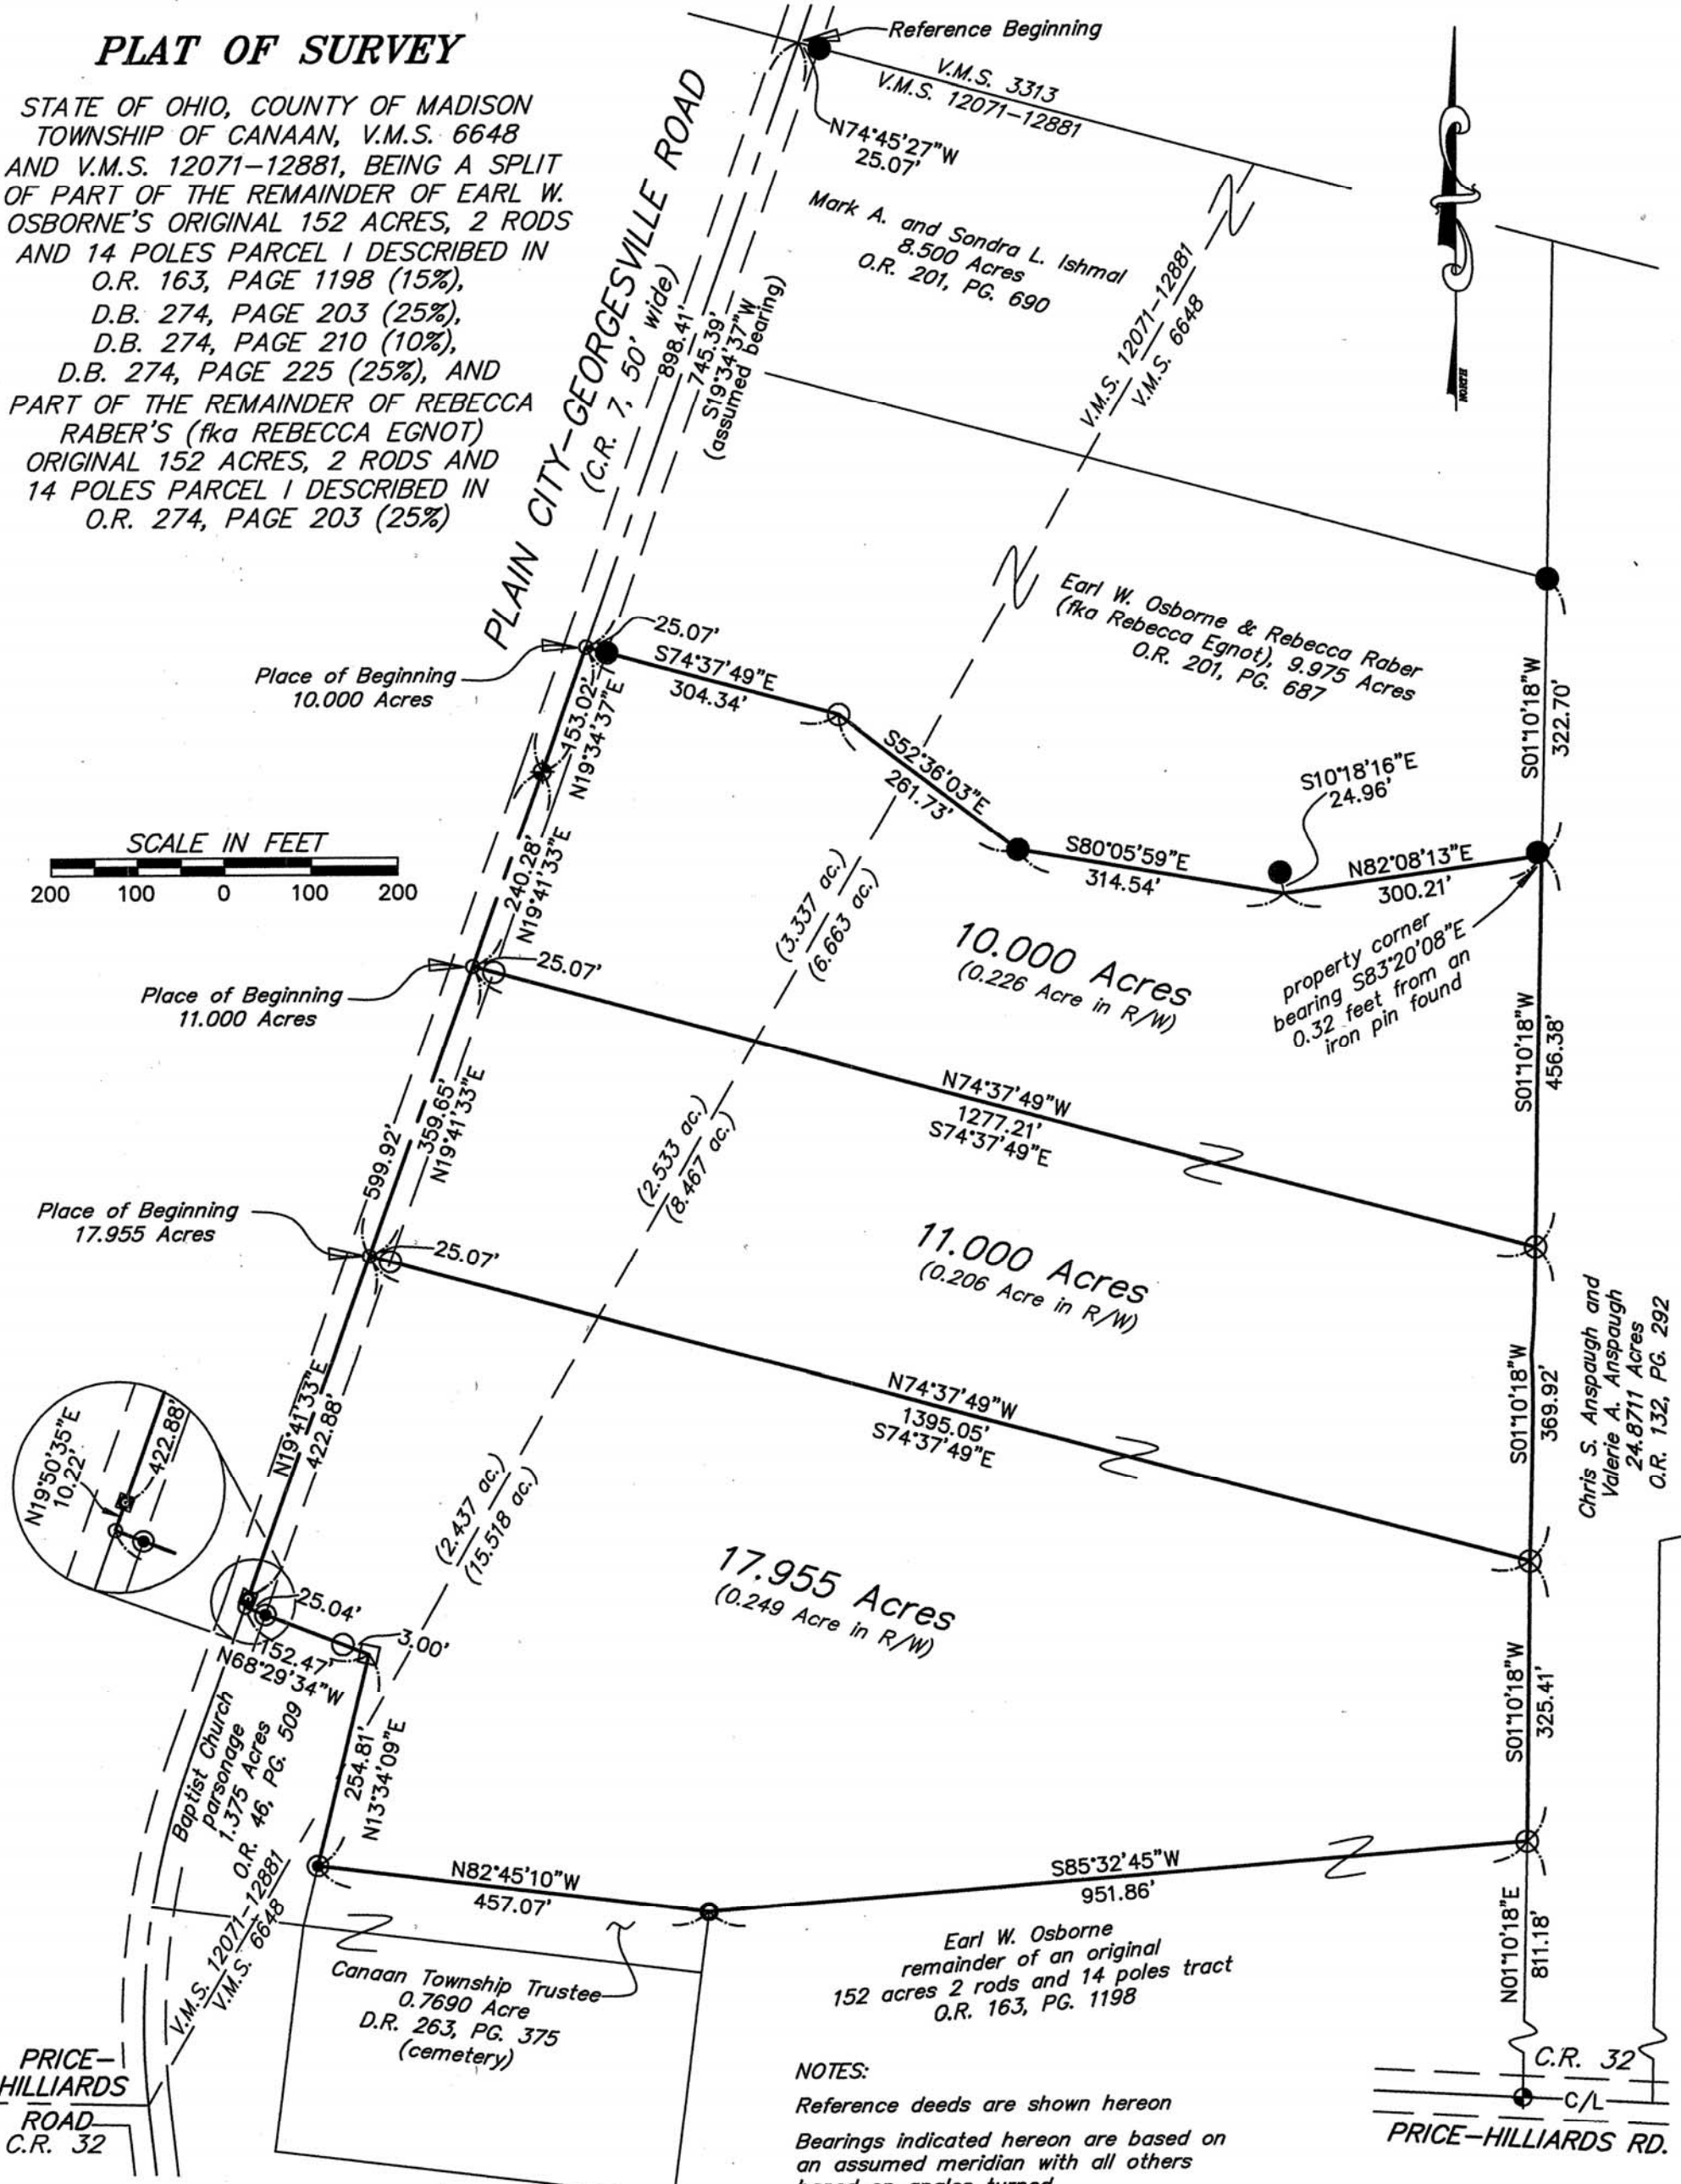 PLAT OF SURVEY
STATE OF OHIO, COUNTY OF MADISON
TOWNSHIP OF CANAAN, V.M.S. 6648
AND V.M.S. 12071-12881, BEING A SPLIT
OF PART OF THE REMAINDER OF EARL W.
OSBORNE'S ORIGINAL 152 ACRES, 2 RODS
AND 14 POLES PARCEL I DESCRIBED IN
O.R. 163, PAGE 1198 (15%),
D.B. 274, PAGE 203 (25%),
D.B. 274, PAGE 210 (10%),
D.B. 274, PAGE 225 (25%), AND
PART OF THE REMAINDER OF REBECCA
RABER'S (fka REBECCA EGNOT)
ORIGINAL 152 ACRES, 2 RODS AND
14 POLES PARCEL I DESCRIBED IN
O.R. 274, PAGE 203 (25%)
Reference Beginning
V.M.S. 3313
V.M.S. 12071-12881
N74°45'27"W
25.07'
Mark A. and Sondra L. Ishmal
8.500 Acres
O.R. 201, PG. 690
PLAIN CITY-GEORGESVILLE ROAD
(C.R. 7, 50' wide)
898.41'
745.39'
S19°34'37"W
(assumed bearing)
V.M.S. 12071-12881
V.M.S. 6648
NORTH
Earl W. Osborne & Rebecca Raber
(fka Rebecca Egnot), 9.975 Acres
O.R. 201, PG. 687
S01°10'18"W
322.70'
Place of Beginning
10.000 Acres
25.07'
S74°37'49"E
304.34'
153.02'
N19°34'37"E
S52°36'03"E
261.73'
S80°05'59"E
314.54'
S10°18'16"E
24.96'
N82°08'13"E
300.21'
property corner
bearing S83°20'08"E
0.32 feet from an
iron pin found
SCALE IN FEET
200 100 0 100 200
240.28'
N19°41'33"E
(3.337 ac.)
(6.663 ac.)
10.000 Acres
(0.226 Acre in R/W)
S01°10'18"W
456.38'
Place of Beginning
11.000 Acres
25.07'
N74°37'49"W
1277.21'
S74°37'49"E
599.92'
359.65'
N19°41'33"E
(2.533 ac.)
(8.467 ac.)
11.000 Acres
(0.206 Acre in R/W)
Place of Beginning
17.955 Acres
25.07'
N74°37'49"W
1395.05'
S74°37'49"E
S01°10'18"W
369.92'
Chris S. Anspaugh and
Valerie A. Anspaugh
24.8711 Acres
O.R. 132, PG. 292
N19°41'33"E
422.88'
N19°50'35"E
10.22'
422.88'
(2.437 ac.)
(15.518 ac.)
17.955 Acres
(0.249 Acre in R/W)
25.04'
3.00'
152.47'
N68°29'34"W
S01°10'18"W
325.41'
Baptist Church
parsonage
1.375 Acres
O.R. 46, PG. 509
254.81'
N13°34'09"E
V.M.S. 12071-12881
V.M.S. 6648
N82°45'10"W
457.07'
S85°32'45"W
951.86'
Canaan Township Trustee
0.7690 Acre
D.R. 263, PG. 375
(cemetery)
Earl W. Osborne
remainder of an original
152 acres 2 rods and 14 poles tract
O.R. 163, PG. 1198
N01°10'18"E
811.18'
PRICE-
HILLIARDS
ROAD
C.R. 32
C.R. 32
C/L
PRICE-HILLIARDS RD.
NOTES:
Reference deeds are shown hereon
Bearings indicated hereon are based on
an assumed meridian with all others